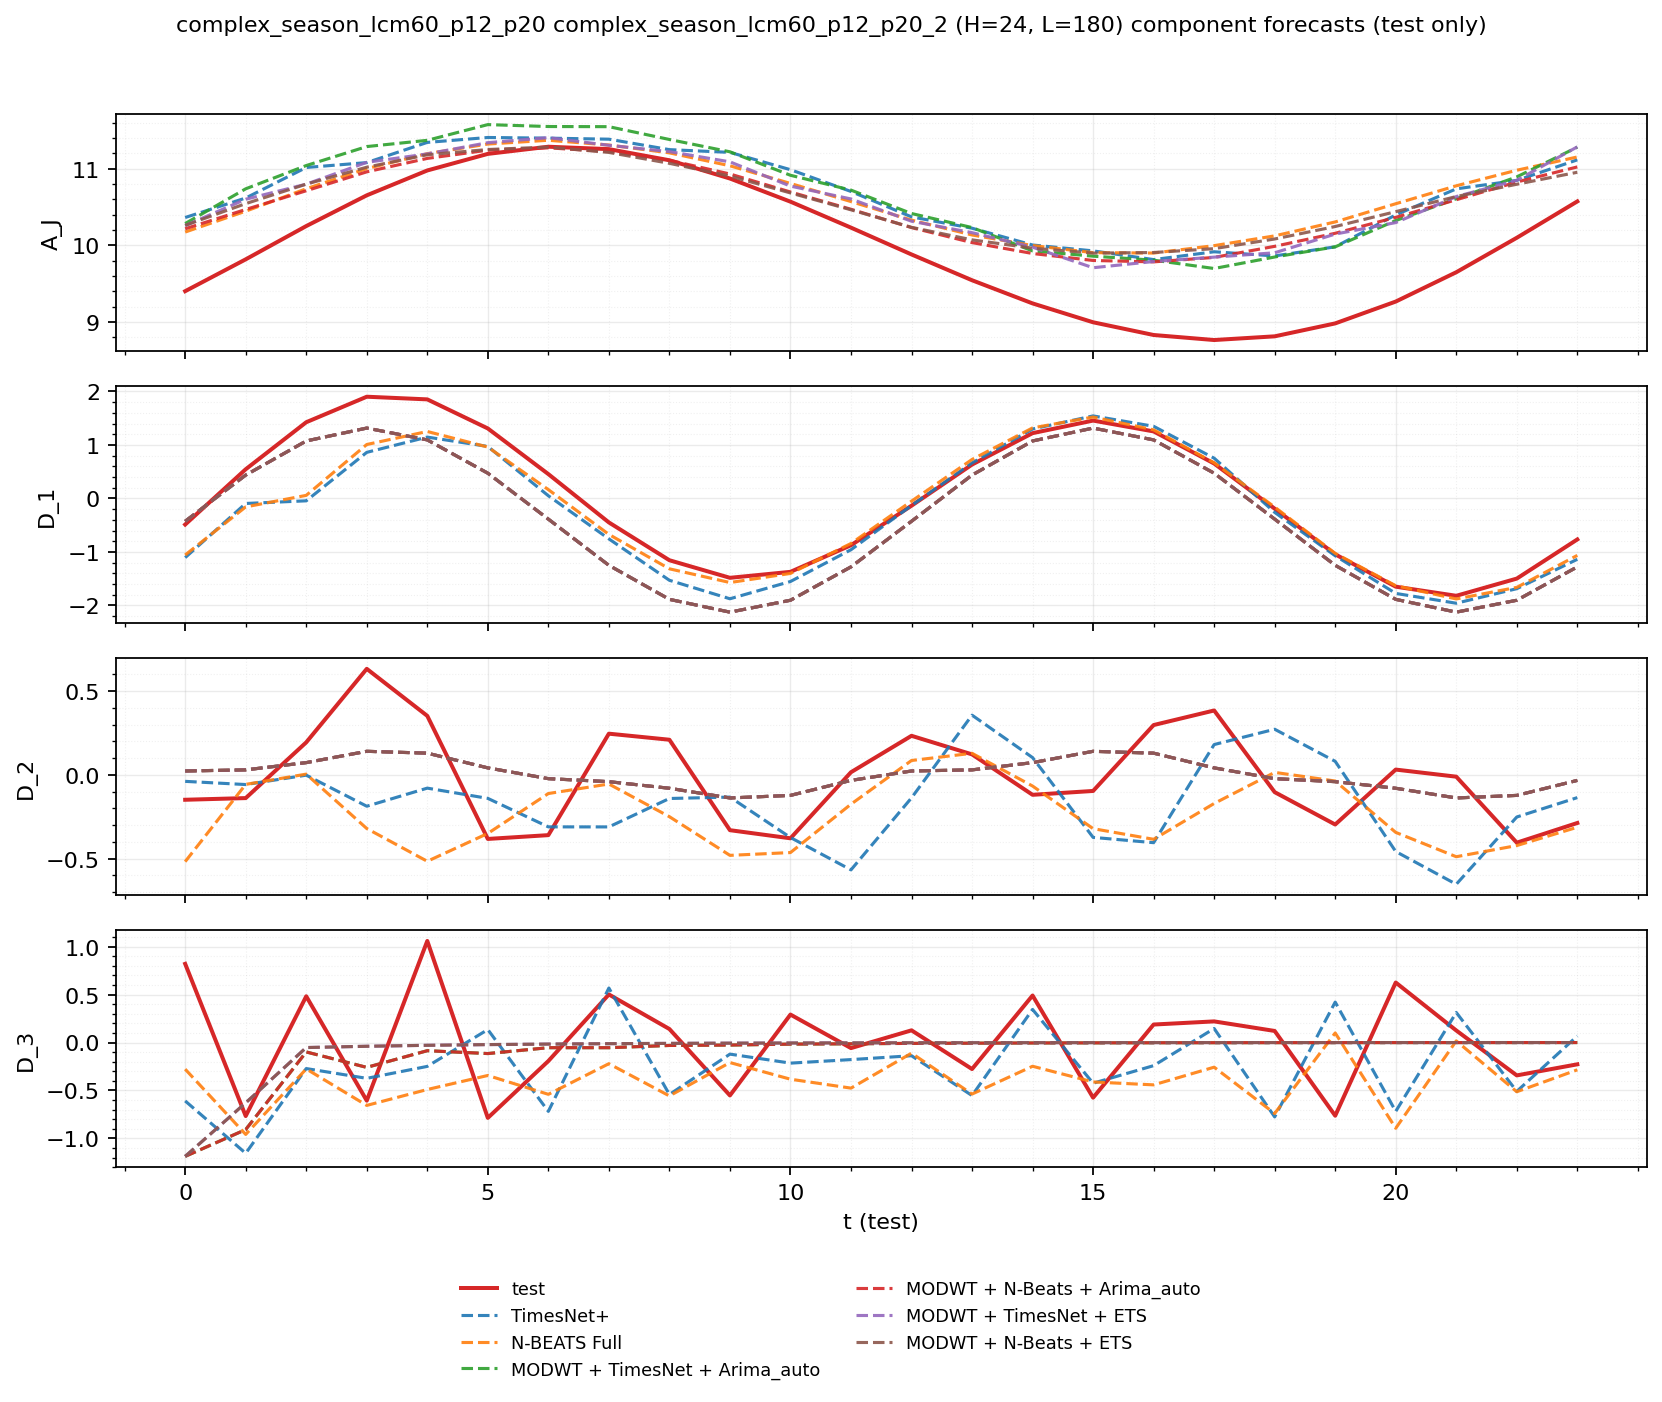 complex_season_lcm60_p12_p20 complex_season_lcm60_p12_p20_2 (H=24, L=180) component forecasts (test only)
A_J
11
10
9
D_1
2
1
0
−1
−2
D_2
0.5
0.0
−0.5
D_3
1.0
0.5
0.0
−0.5
−1.0
0 5 10 15 20
t (test)
test
TimesNet+
N-BEATS Full
MODWT + TimesNet + Arima_auto
MODWT + N-Beats + Arima_auto
MODWT + TimesNet + ETS
MODWT + N-Beats + ETS